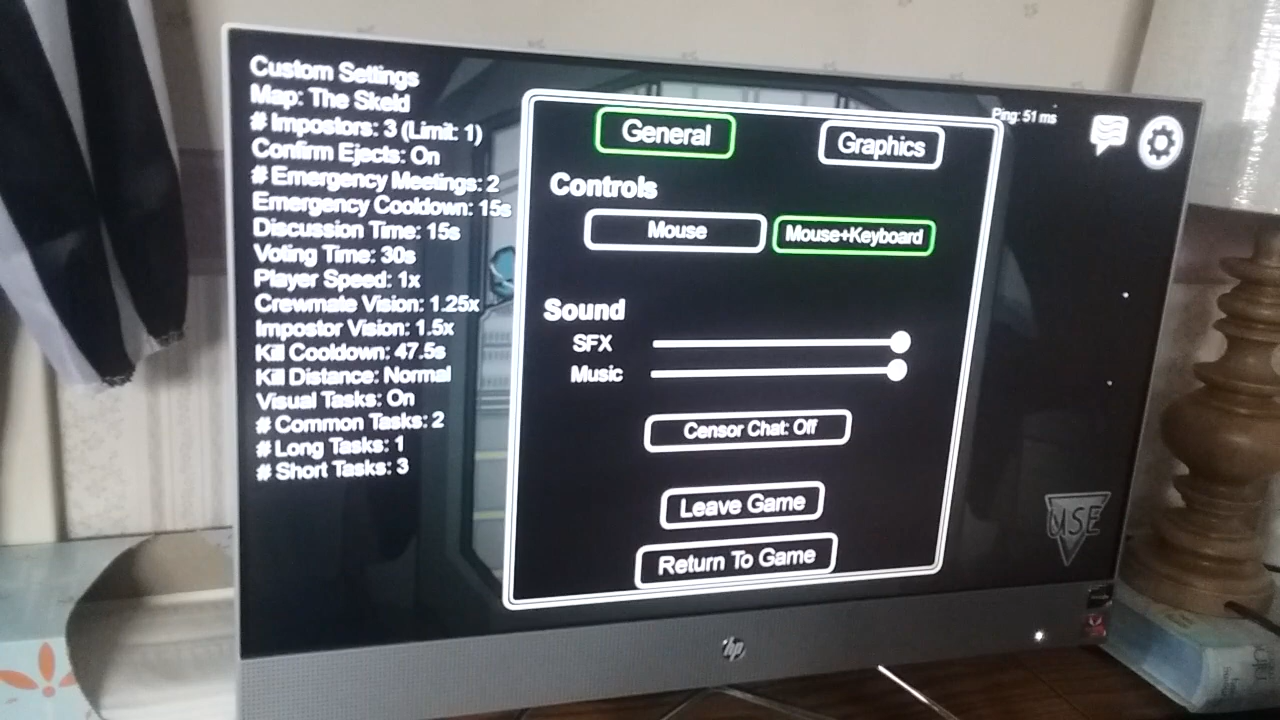 Custom Settings
Map: The Skeld
# Impostors: 3 (Limit: 1)
Confirm Ejects: On
# Emergency Meetings: 2
Emergency Cooldown: 15s
Discussion Time: 15s
Voting Time: 30s
Player Speed: 1x
Crewmate Vision: 1.25x
Impostor Vision: 1.5x
Kill Cooldown: 47.5s
Kill Distance: Normal
Visual Tasks: On
# Common Tasks: 2
# Long Tasks: 1
# Short Tasks: 3
General
Graphics
Controls
Mouse
Mouse+Keyboard
Sound
SFX
Music
Censor Chat: Off
Leave Game
Return To Game
Ping: 51 ms
USE
hp